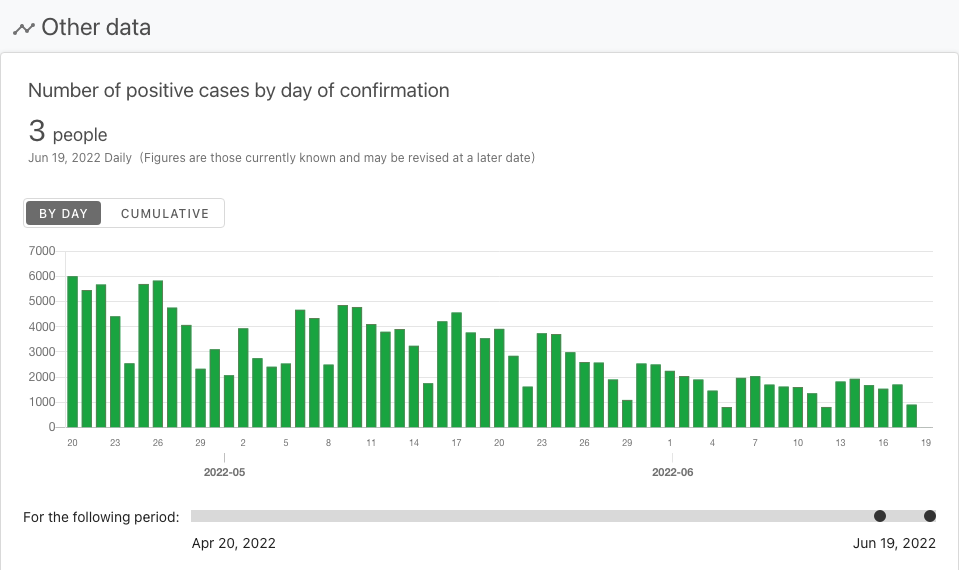 Other data
Number of positive cases by day of confirmation
3 people
Jun 19, 2022 Daily (Figures are those currently known and may be revised at a later date)
BY DAY CUMULATIVE
7000
6000
5000
4000
3000
2000
1000
0
20 23 26 29 2 5 8 11 14 17 20 23 26 29 1 4 7 10 13 16 19
2022-05 2022-06
For the following period:
Apr 20, 2022 Jun 19, 2022